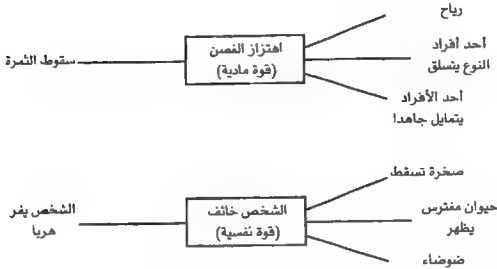 رياح
اهتزاز الغصن
(قوة مادية)
سقوط الثمرة
أحد أفراد
النوع يتسلق
أحد الأفراد
يتمايل جاهدا
صخرة تسقط
الشخص خائف
(قوة نفسية)
الشخص يفر
هربا
حيوان مفترس
يظهر
ضوضاء